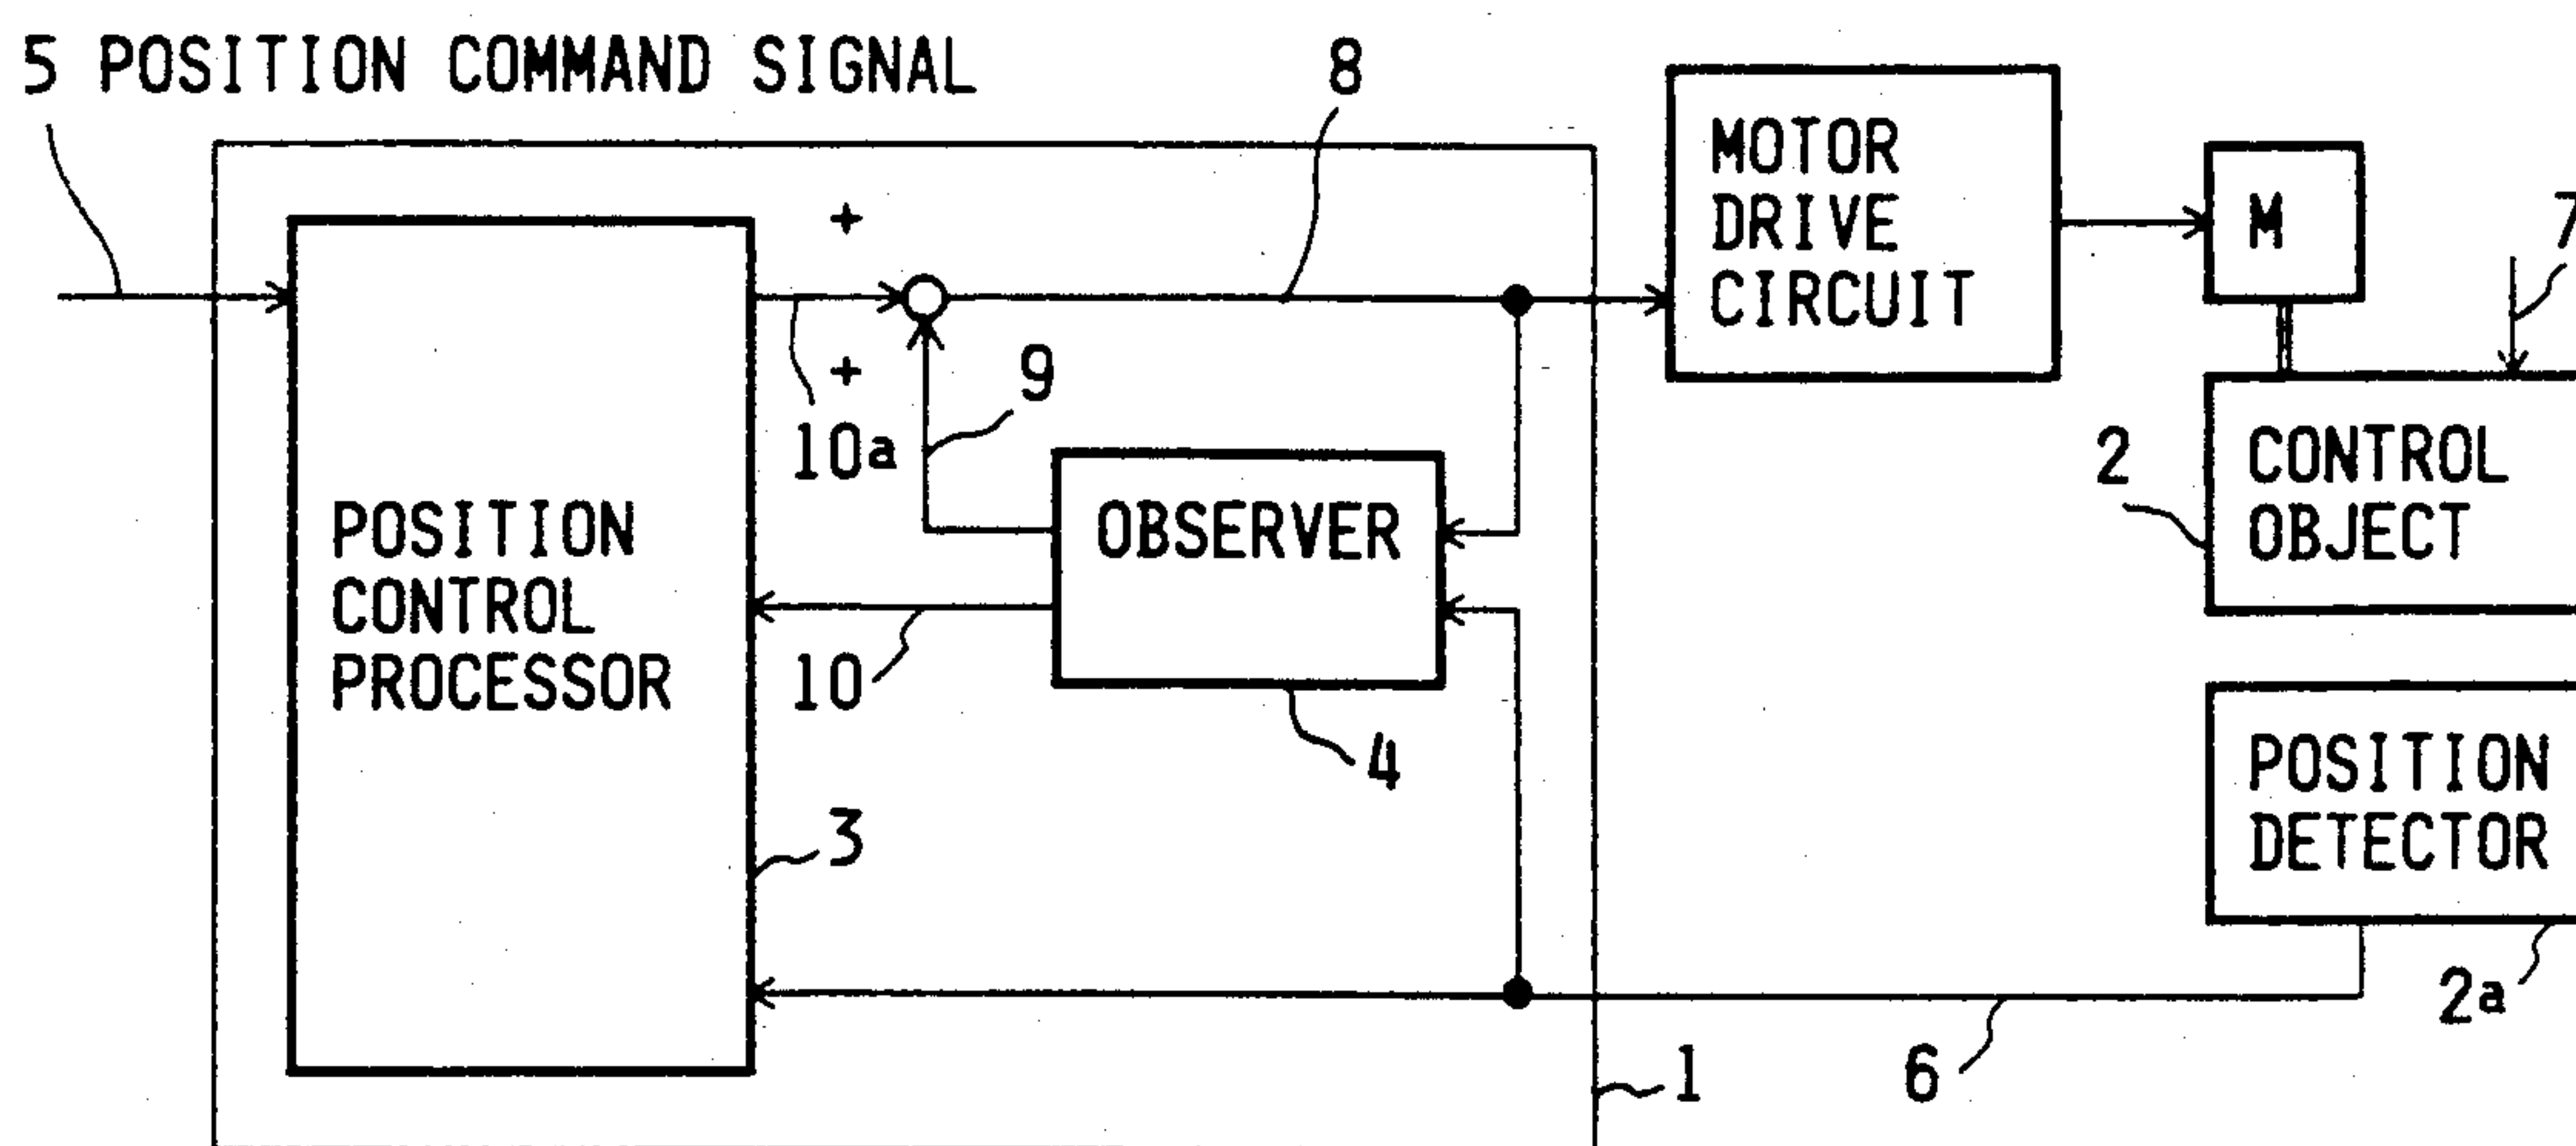 5 POSITION COMMAND SIGNAL
8
MOTOR
DRIVE
CIRCUIT
M
7
+
+
10a
9
2
CONTROL
OBJECT
OBSERVER
POSITION
CONTROL
PROCESSOR
10
4
3
POSITION
DETECTOR
2a
6
1